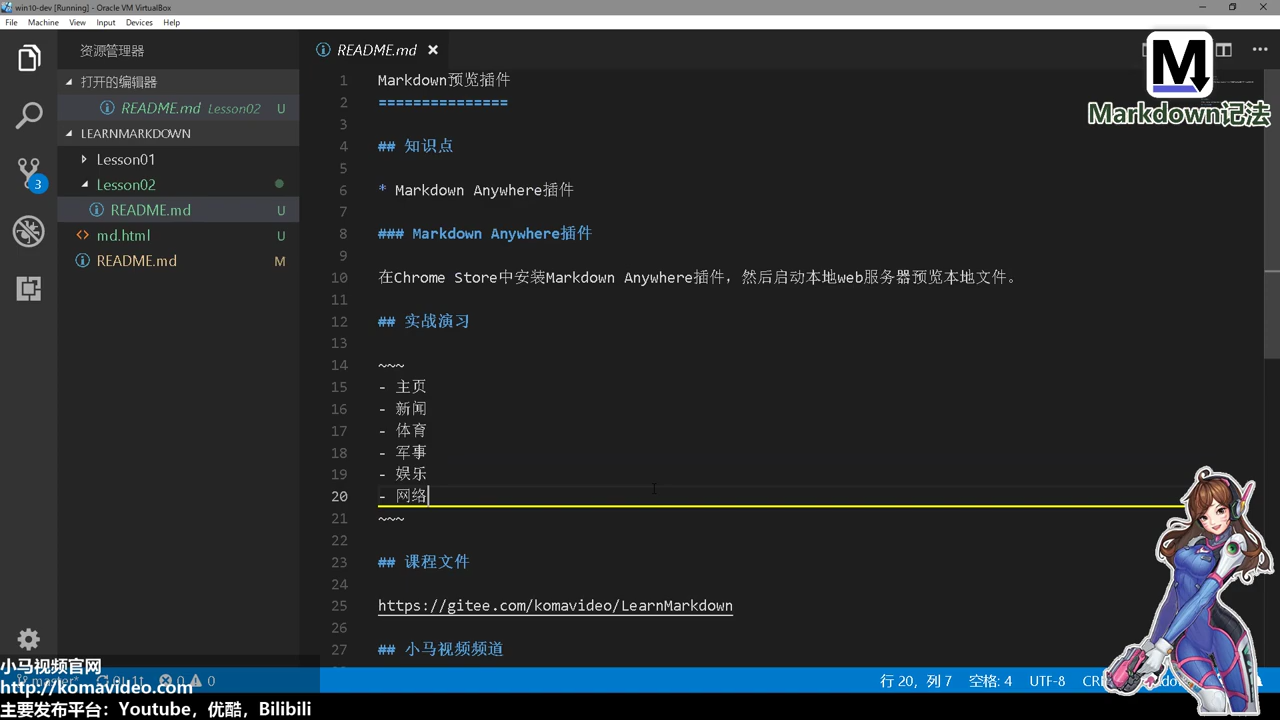 win10-dev [Running] - Oracle VM VirtualBox
File Machine View Input Devices Help
资源管理器
README.md
打开的编辑器
README.md Lesson02 U
LEARNMARKDOWN
Lesson01
Lesson02
README.md U
md.html U
README.md M
3
1 Markdown预览插件
2 ===============
3
4 ## 知识点
5
6 * Markdown Anywhere插件
7
8 ### Markdown Anywhere插件
9
10 在Chrome Store中安装Markdown Anywhere插件，然后启动本地web服务器预览本地文件。
11
12 ## 实战演习
13
14 ~~~
15 - 主页
16 - 新闻
17 - 体育
18 - 军事
19 - 娱乐
20 - 网络
21 ~~~
22
23 ## 课程文件
24
25 https://gitee.com/komavideo/LearnMarkdown
26
27 ## 小马视频频道
M
Markdown记法
master* 0↓ 1↑ 0 0
行 20，列 7 空格: 4 UTF-8
小马视频官网
http://komavideo.com
主要发布平台：Youtube，优酷，Bilibili